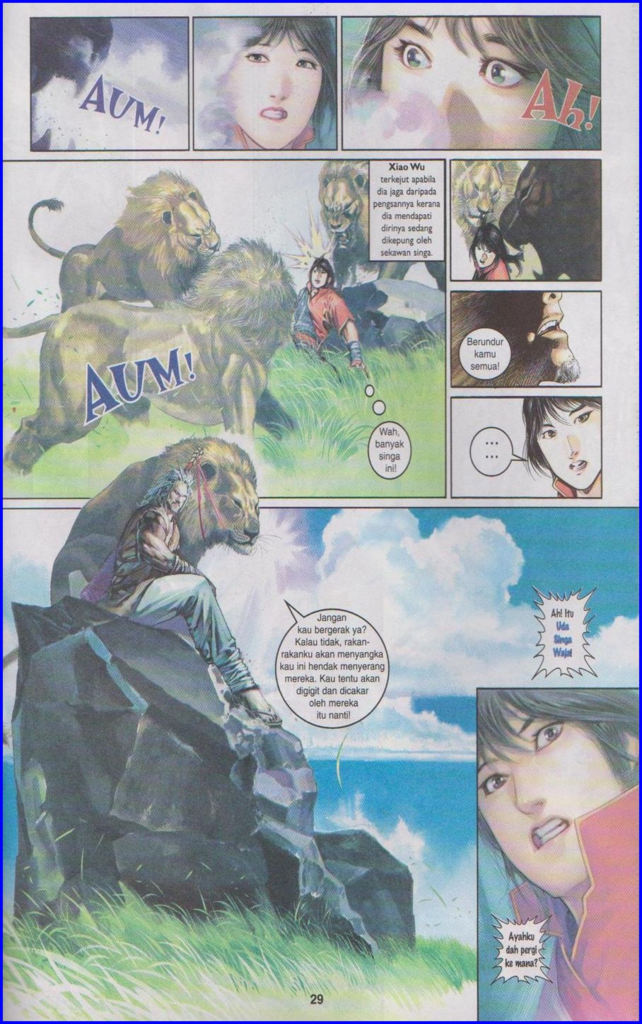 AUM!
Ah!
Xiao Wu
terkejut apabila
dia jaga daripada
pengsannya kerana
dia mendapati
dirinya sedang
dikepung oleh
sekawan singa.
AUM!
Wah,
banyak
singa
ini!
Berundur
kamu
semua!
...
...
Jangan
kau bergerak ya?
Kalau tidak, rakan-
rakanku akan menyangka
kau ini hendak menyerang
mereka. Kau tentu akan
digigit dan dicakar
oleh mereka
itu nanti!
Ah! Itu
Uda
Singa
Waja!
Ayahku
dah pergi
ke mana?
29